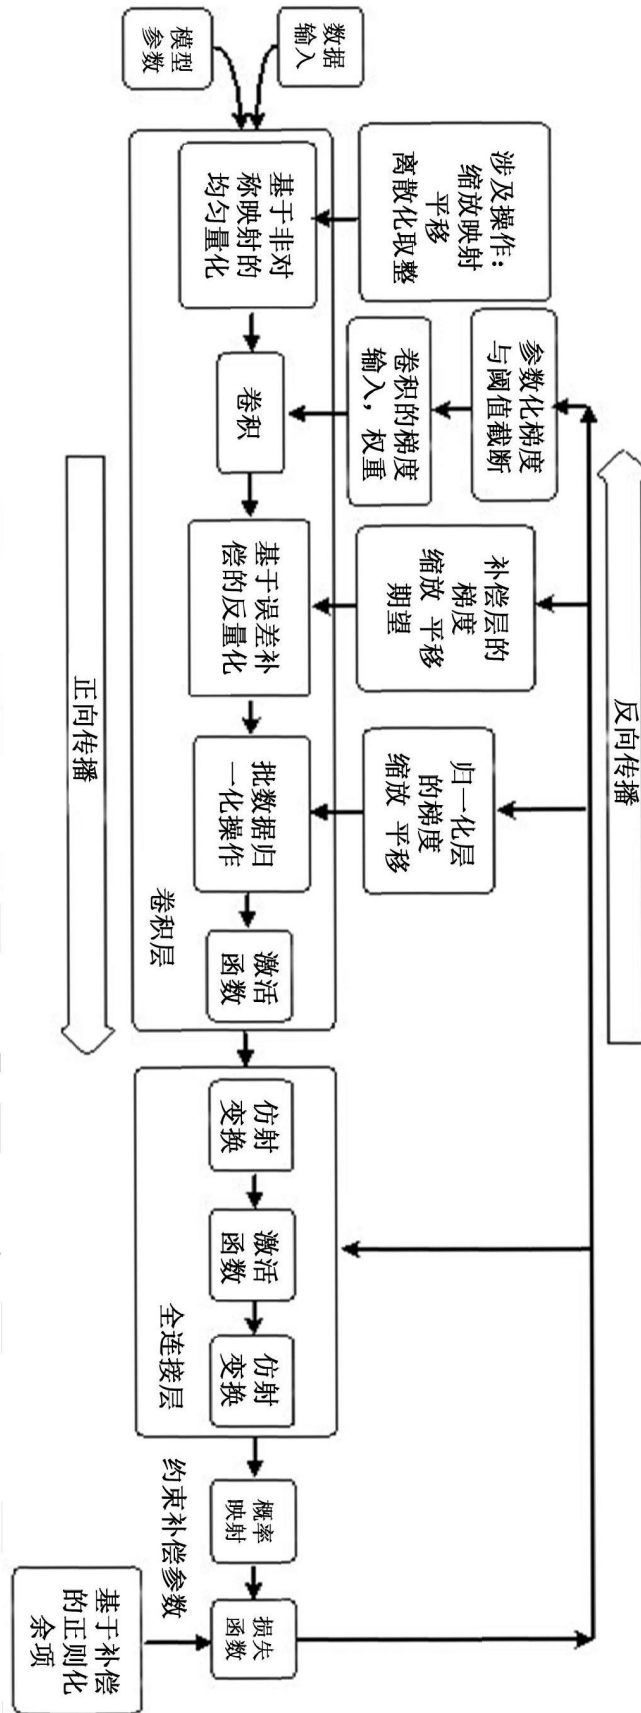 反向传播
涉及操作：
缩放映射
平移
离散化取整
参数化梯度
与阈值截断
卷积的梯度
输入，权重
补偿层的
梯度
缩放 平移
期望
归一化层
的梯度
缩放 平移
数据
输入
模型
参数
基于非对
称映射的
均匀量化
卷积
基于误差补
偿的反量化
批数据归
一化操作
激活
函数
卷积层
仿射
变换
激活
函数
仿射
变换
全连接层
概率
映射
损失
函数
约束补偿参数
基于补偿
的正则化
余项
正向传播